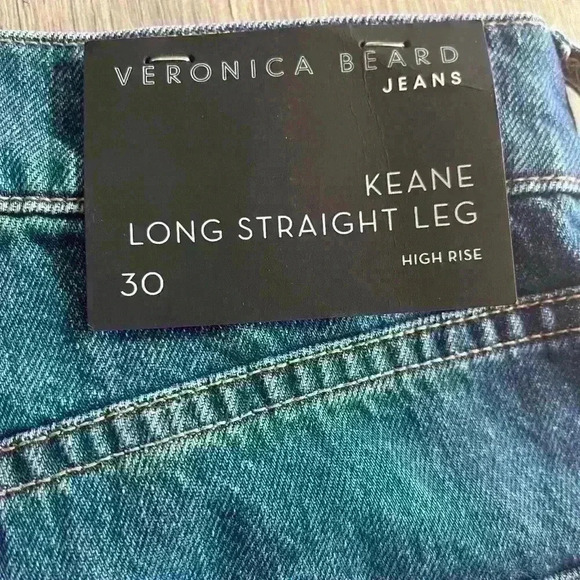 VERONICA BEARD
JEANS
KEANE
LONG STRAIGHT LEG
HIGH RISE
30